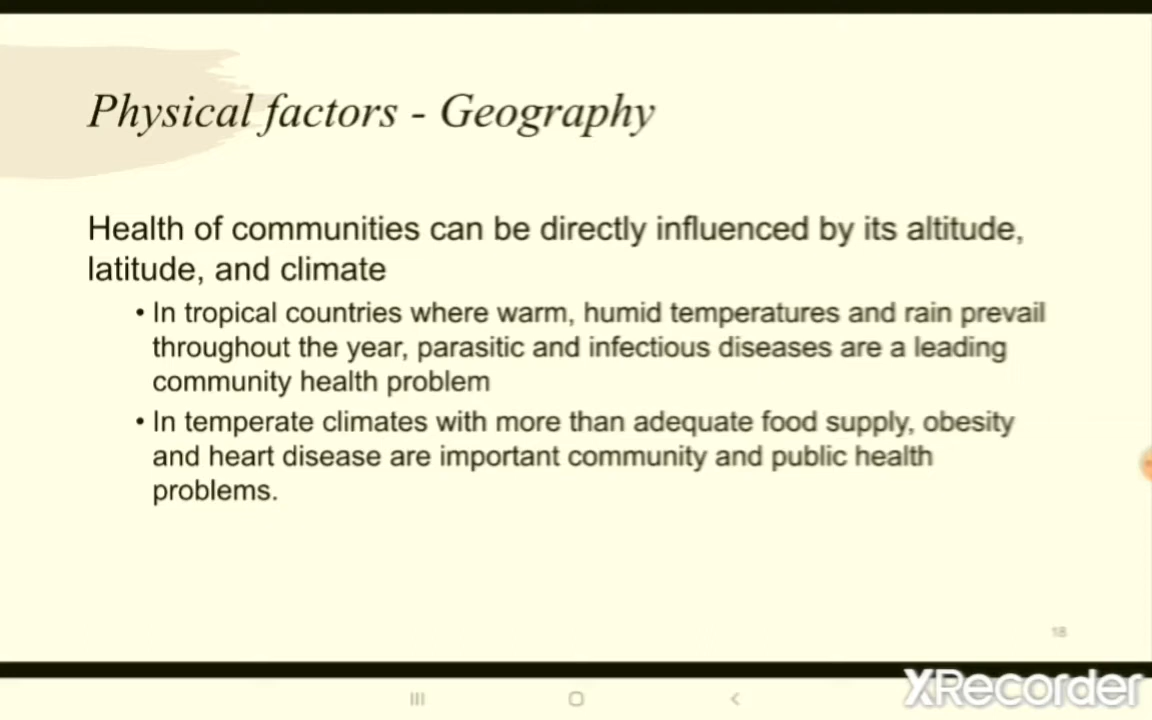 Physical factors - Geography
Health of communities can be directly influenced by its altitude,
latitude, and climate
• In tropical countries where warm, humid temperatures and rain prevail
throughout the year, parasitic and infectious diseases are a leading
community health problem
• In temperate climates with more than adequate food supply, obesity
and heart disease are important community and public health
problems.
18
XRecorder